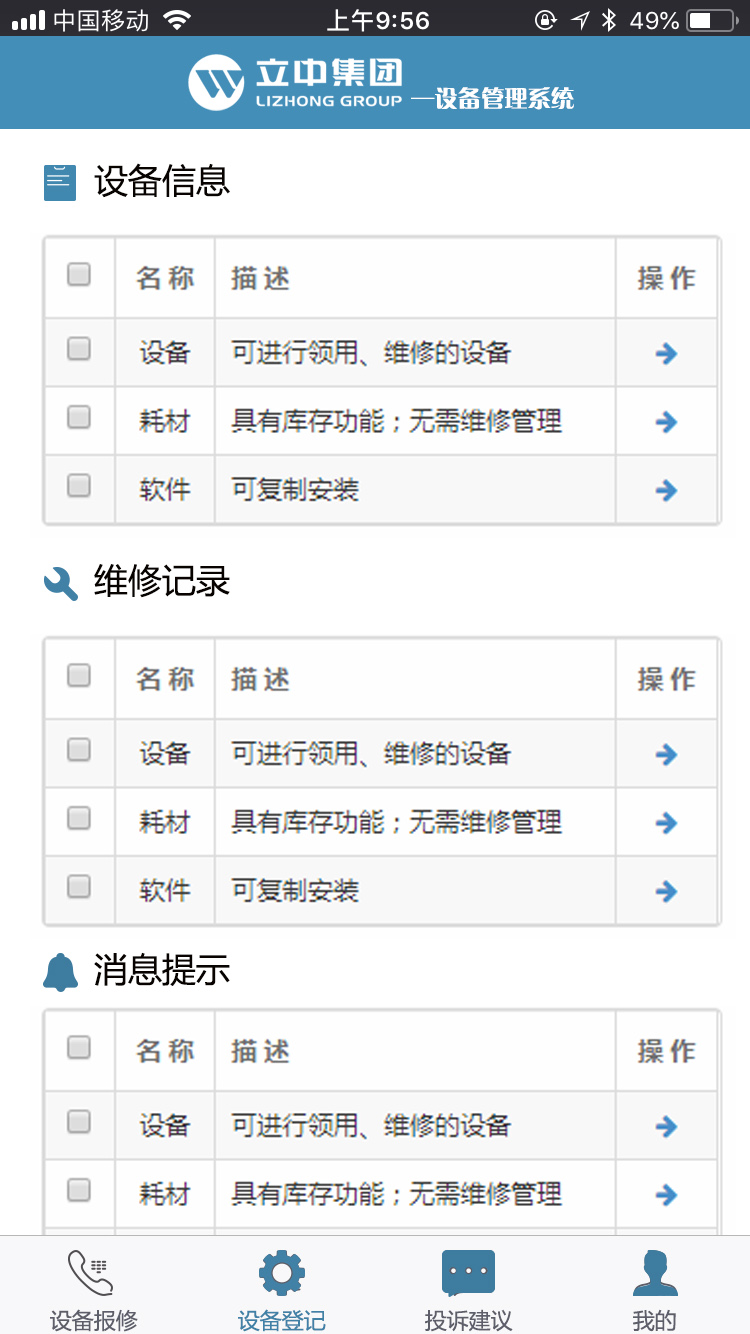 中国移动 上午9:56 49%
立中集团
LIZHONG GROUP —设备管理系统
设备信息
名称 描述 操作
设备 可进行领用、维修的设备
耗材 具有库存功能；无需维修管理
软件 可复制安装
维修记录
名称 描述 操作
设备 可进行领用、维修的设备
耗材 具有库存功能；无需维修管理
软件 可复制安装
消息提示
名称 描述 操作
设备 可进行领用、维修的设备
耗材 具有库存功能；无需维修管理
设备报修 设备登记 投诉建议 我的